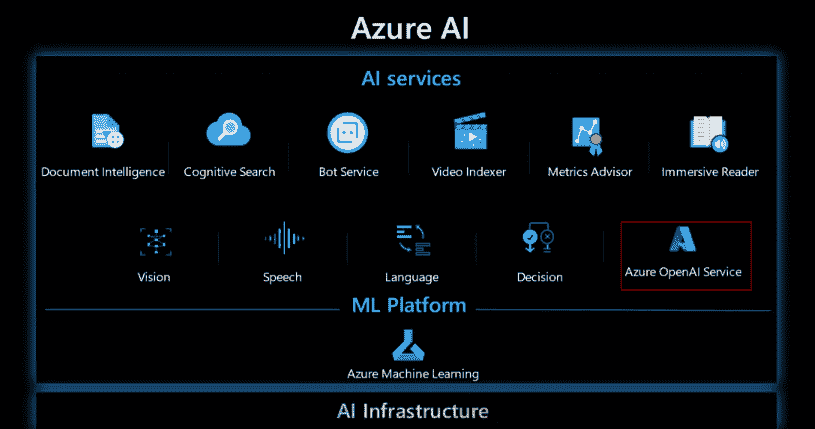 Azure AI
AI services
Document Intelligence
Cognitive Search
Bot Service
Video Indexer
Metrics Advisor
Immersive Reader
Vision
Speech
Language
Decision
Azure OpenAI Service
ML Platform
Azure Machine Learning
AI Infrastructure